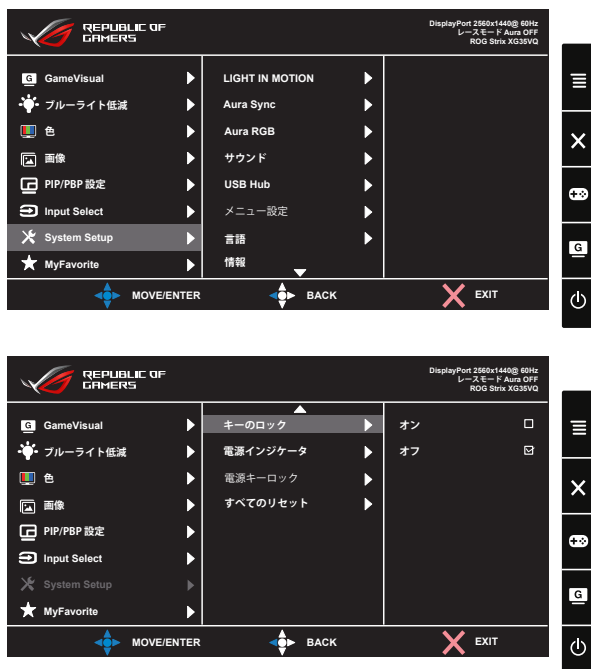 REPUBLIC OF
GAMERS
DisplayPort 2560x1440@ 60Hz
レースモード Aura OFF
ROG Strix XG35VQ
G GameVisual
ブルーライト低減
色
画像
PIP/PBP 設定
Input Select
System Setup
MyFavorite
LIGHT IN MOTION
Aura Sync
Aura RGB
サウンド
USB Hub
メニュー設定
言語
情報
MOVE/ENTER
BACK
EXIT
G
REPUBLIC OF
GAMERS
DisplayPort 2560x1440@ 60Hz
レースモード Aura OFF
ROG Strix XG35VQ
G GameVisual
ブルーライト低減
色
画像
PIP/PBP 設定
Input Select
System Setup
MyFavorite
キーのロック
電源インジケータ
電源キーロック
すべてのリセット
オン
オフ
MOVE/ENTER
BACK
EXIT
G